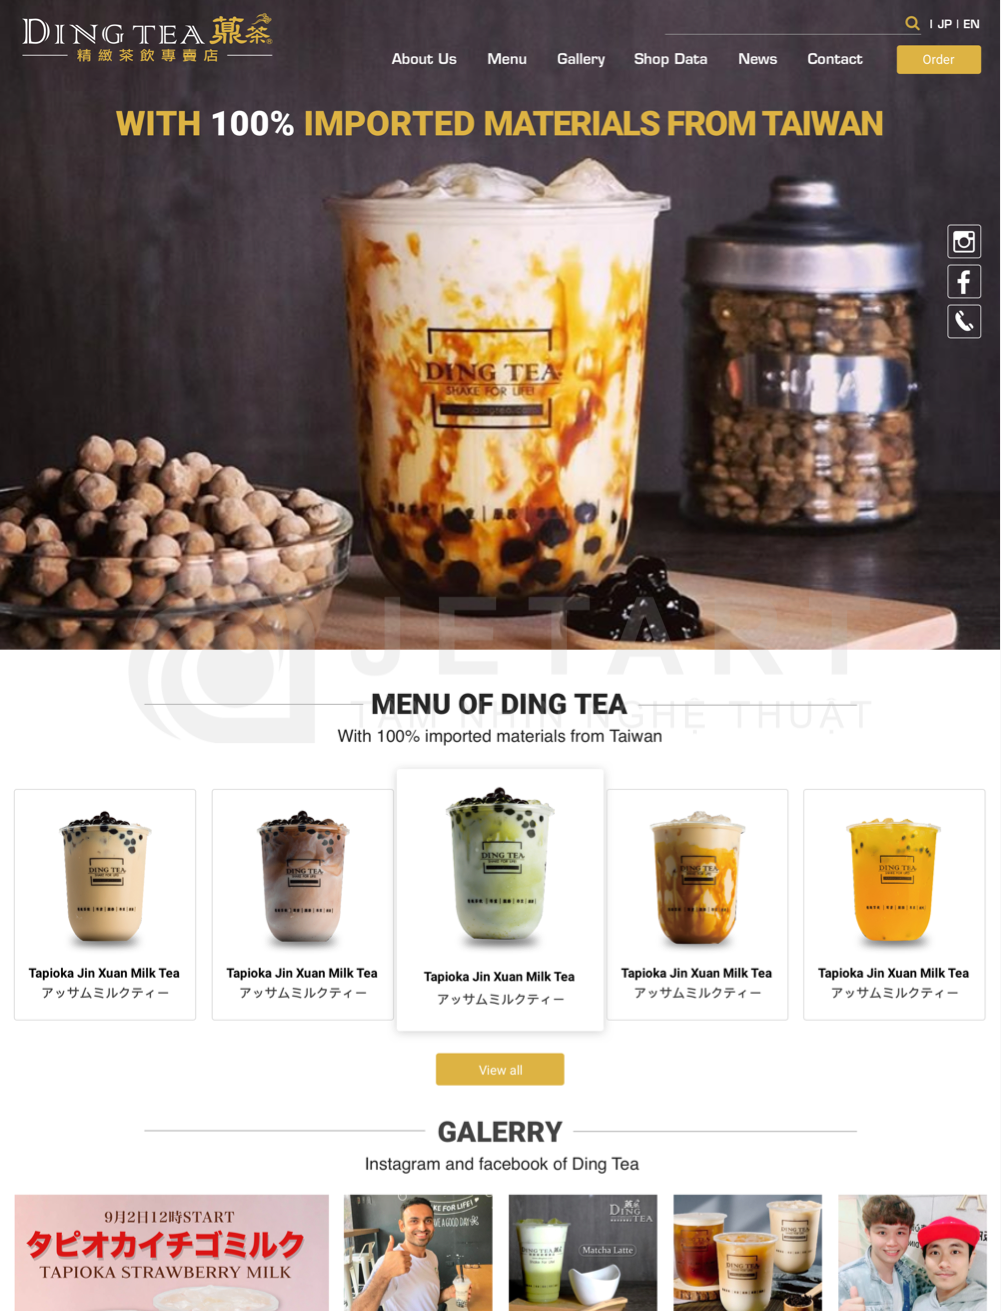 DING TEA 薡茶®
精緻茶飲專賣店
| JP | EN
About Us Menu Gallery Shop Data News Contact Order
WITH 100% IMPORTED MATERIALS FROM TAIWAN
DING TEA
SHAKE FOR LIFE!
JETART
TẦM NHÌN NGHỆ THUẬT
MENU OF DING TEA
With 100% imported materials from Taiwan
DING TEA
DING TEA
DING TEA
DING TEA
DING TEA
Tapioka Jin Xuan Milk Tea
アッサムミルクティー
Tapioka Jin Xuan Milk Tea
アッサムミルクティー
Tapioka Jin Xuan Milk Tea
アッサムミルクティー
Tapioka Jin Xuan Milk Tea
アッサムミルクティー
Tapioka Jin Xuan Milk Tea
アッサムミルクティー
View all
GALERRY
Instagram and facebook of Ding Tea
9月2日12時START
タピオカイチゴミルク
TAPIOKA STRAWBERRY MILK
KE FOR LIFE!
E A GOOD DAY
DING TEA
Matcha Latte